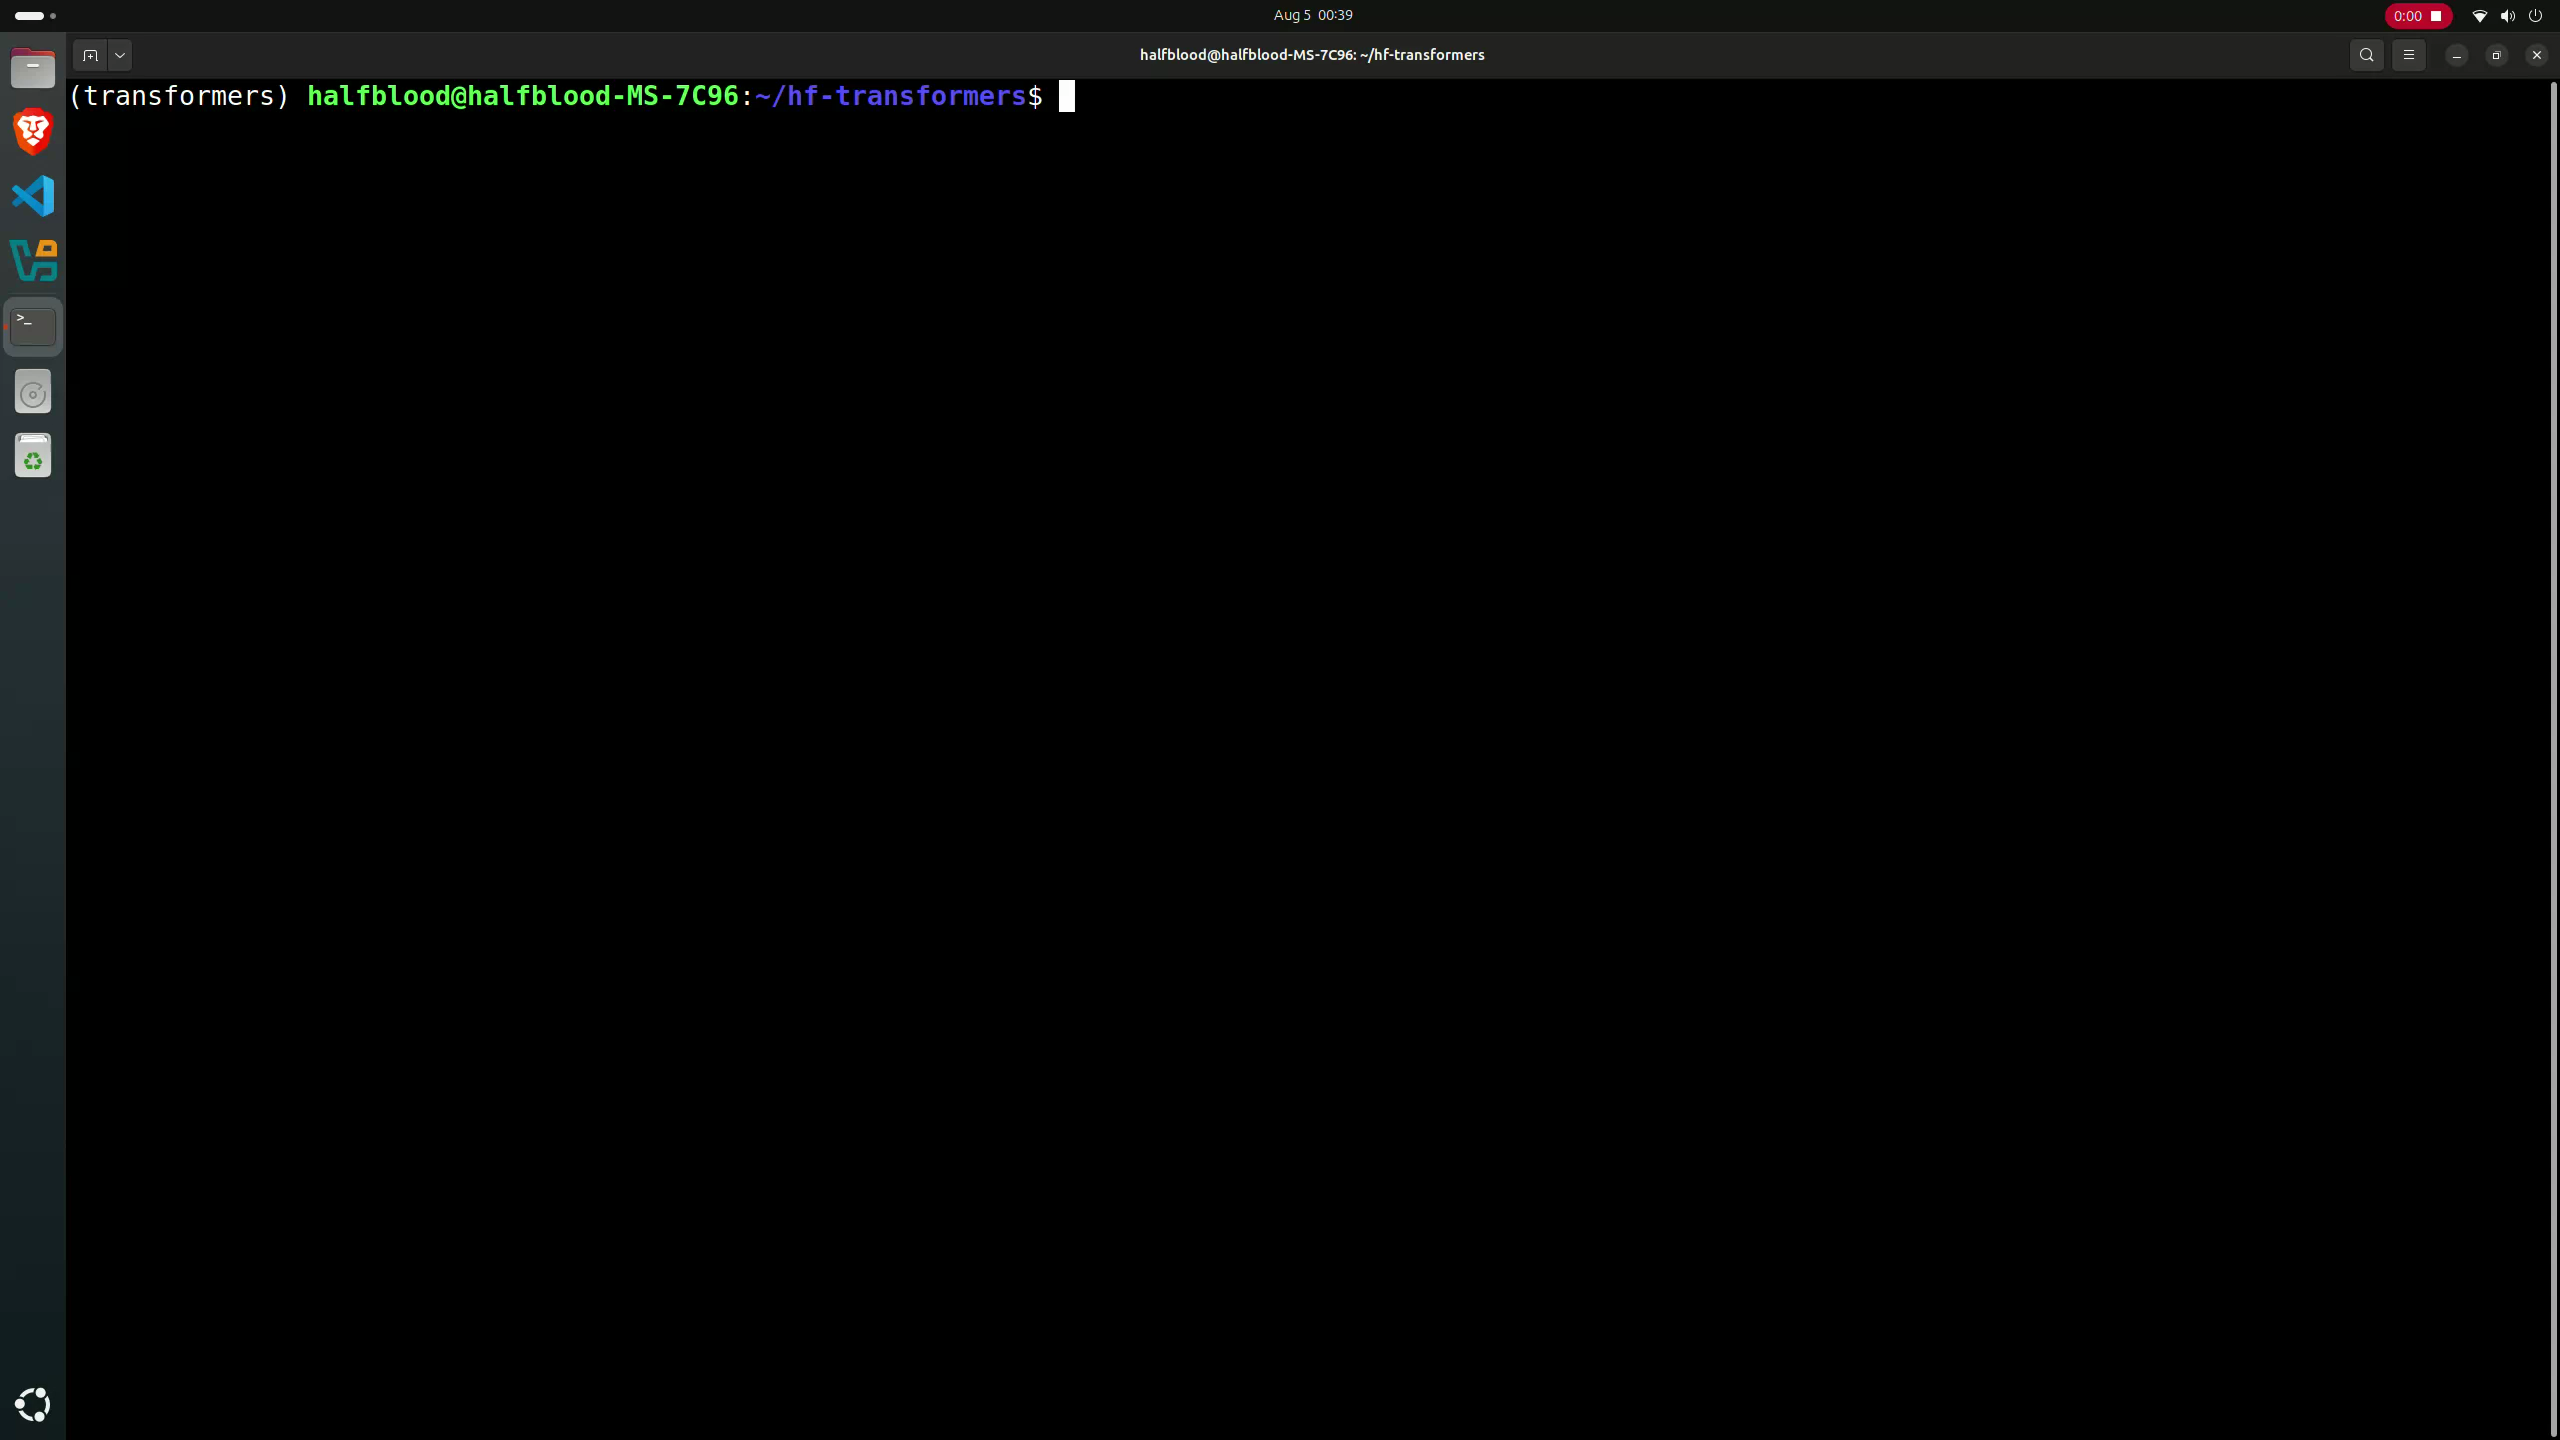 Aug 5 00:39
0:00
halfblood@halfblood-MS-7C96: ~/hf-transformers
(transformers) halfblood@halfblood-MS-7C96:~/hf-transformers$
>_